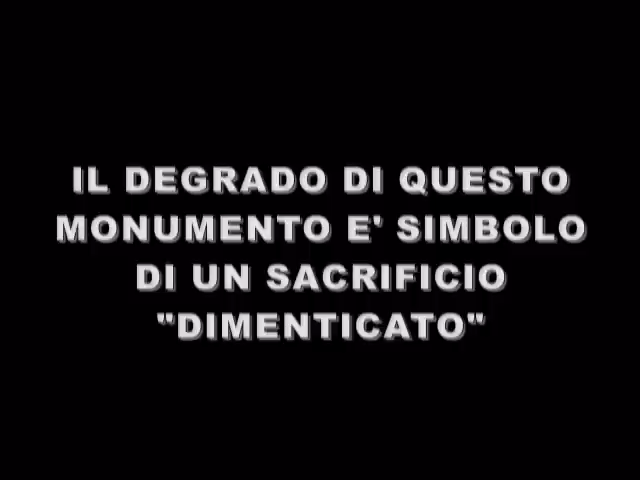 IL DEGRADO DI QUESTO
MONUMENTO E' SIMBOLO
DI UN SACRIFICIO
"DIMENTICATO"